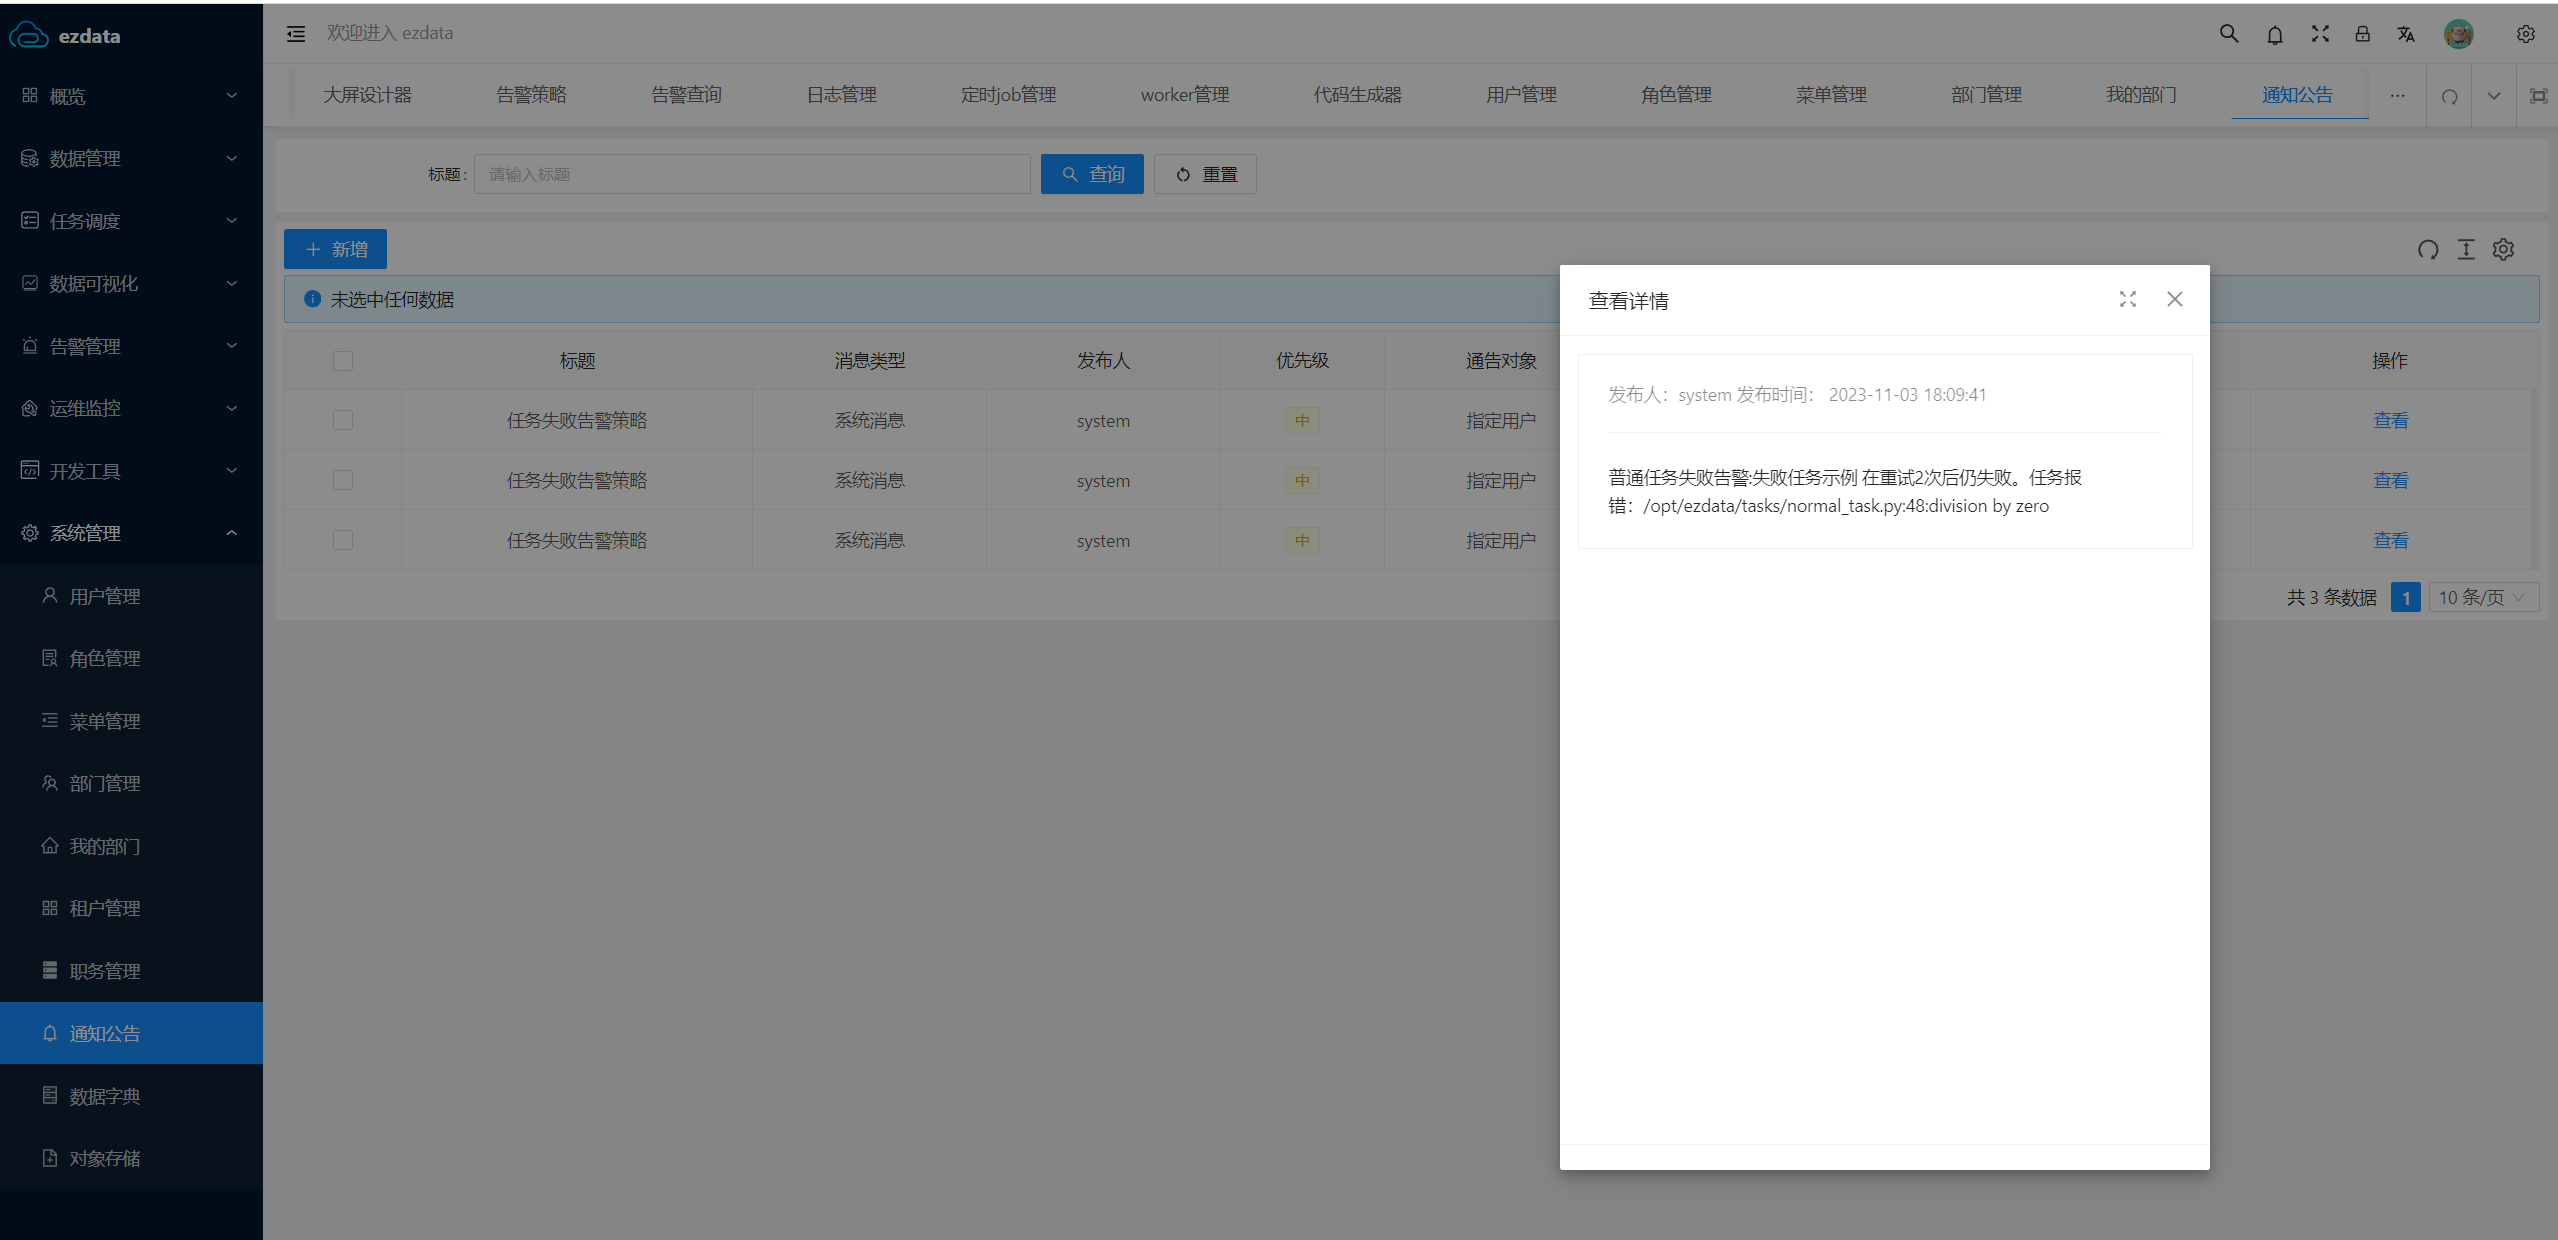 ezdata
欢迎进入 ezdata
大屏设计器 告警策略 告警查询 日志管理 定时job管理 worker管理 代码生成器 用户管理 角色管理 菜单管理 部门管理 我的部门 通知公告 ...
概览
数据管理
任务调度
数据可视化
告警管理
运维监控
开发工具
系统管理
用户管理
角色管理
菜单管理
部门管理
我的部门
租户管理
职务管理
通知公告
数据字典
对象存储
标题: 请输入标题 查询 重置
新增
未选中任何数据
标题 消息类型 发布人 优先级 通告对象 操作
任务失败告警策略 系统消息 system 中 指定用户 查看
任务失败告警策略 系统消息 system 中 指定用户 查看
任务失败告警策略 系统消息 system 中 指定用户 查看
共 3 条数据 1 10 条/页
查看详情
发布人：system 发布时间： 2023-11-03 18:09:41
普通任务失败告警:失败任务示例 在重试2次后仍失败。任务报
错：/opt/ezdata/tasks/normal_task.py:48:division by zero